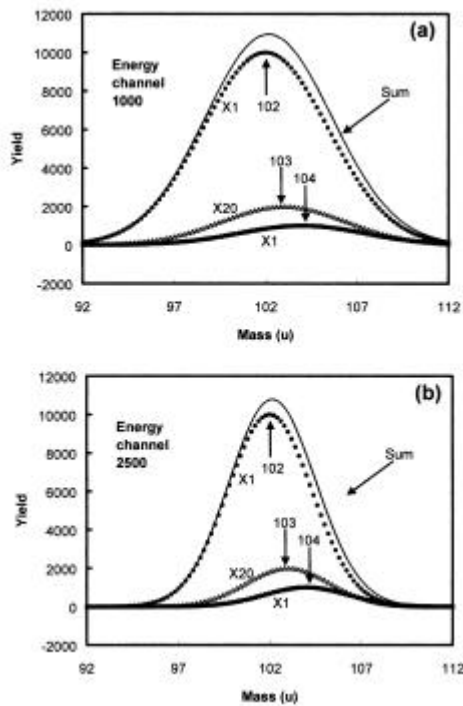 (a)
12000
10000
8000
6000
4000
2000
0
-2000
Yield
Energy
channel
1000
X1
102
Sum
103
104
X20
X1
92 97 102 107 112
Mass (u)
(b)
12000
10000
8000
6000
4000
2000
0
-2000
Yield
Energy
channel
2500
X1
102
Sum
103
104
X20
X1
92 97 102 107 112
Mass (u)